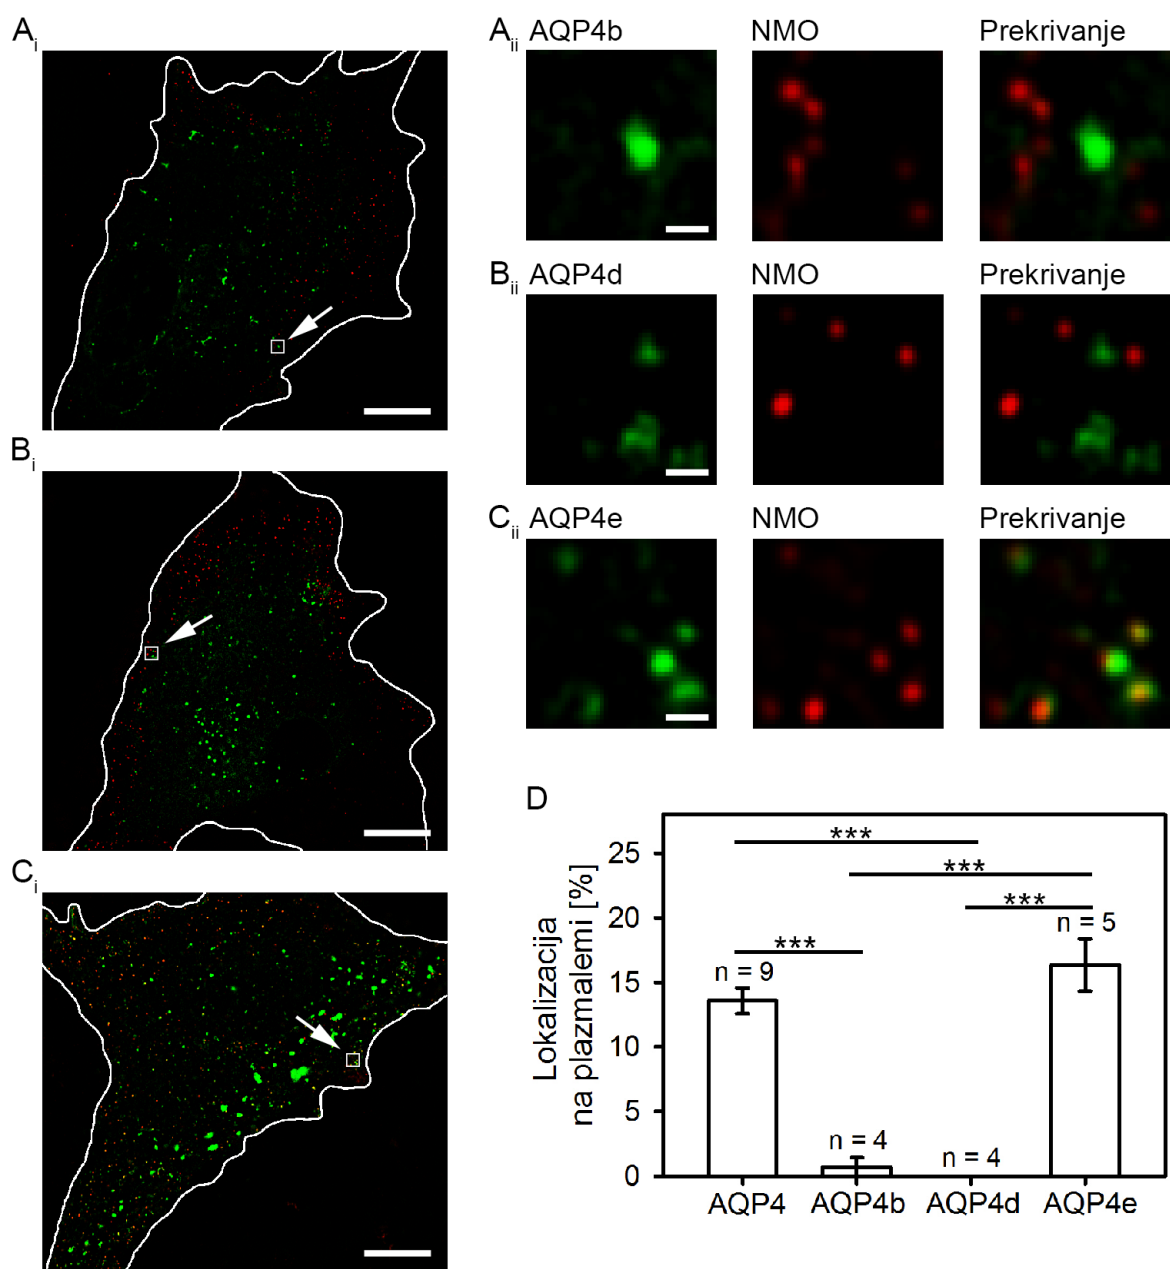 Ai
Aii AQP4b NMO Prekrivanje
Bii AQP4d NMO Prekrivanje
Bi
Cii AQP4e NMO Prekrivanje
Ci
D
Lokalizacija
na plazmalemi [%]
25
20
15
10
5
0
***
***
***
***
n = 9
n = 4
n = 4
n = 5
AQP4 AQP4b AQP4d AQP4e